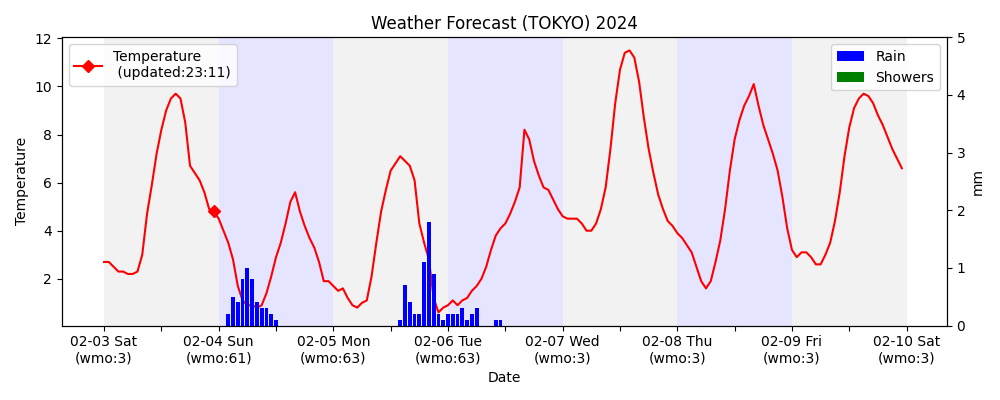 Weather Forecast (TOKYO) 2024
Temperature
(updated:23:11)
Rain
Showers
Temperature
12
10
8
6
4
2
5
4
3
2
1
0
mm
02-03 Sat
(wmo:3)
02-04 Sun
(wmo:61)
02-05 Mon
(wmo:63)
02-06 Tue
(wmo:63)
02-07 Wed
(wmo:3)
02-08 Thu
(wmo:3)
02-09 Fri
(wmo:3)
02-10 Sat
(wmo:3)
Date